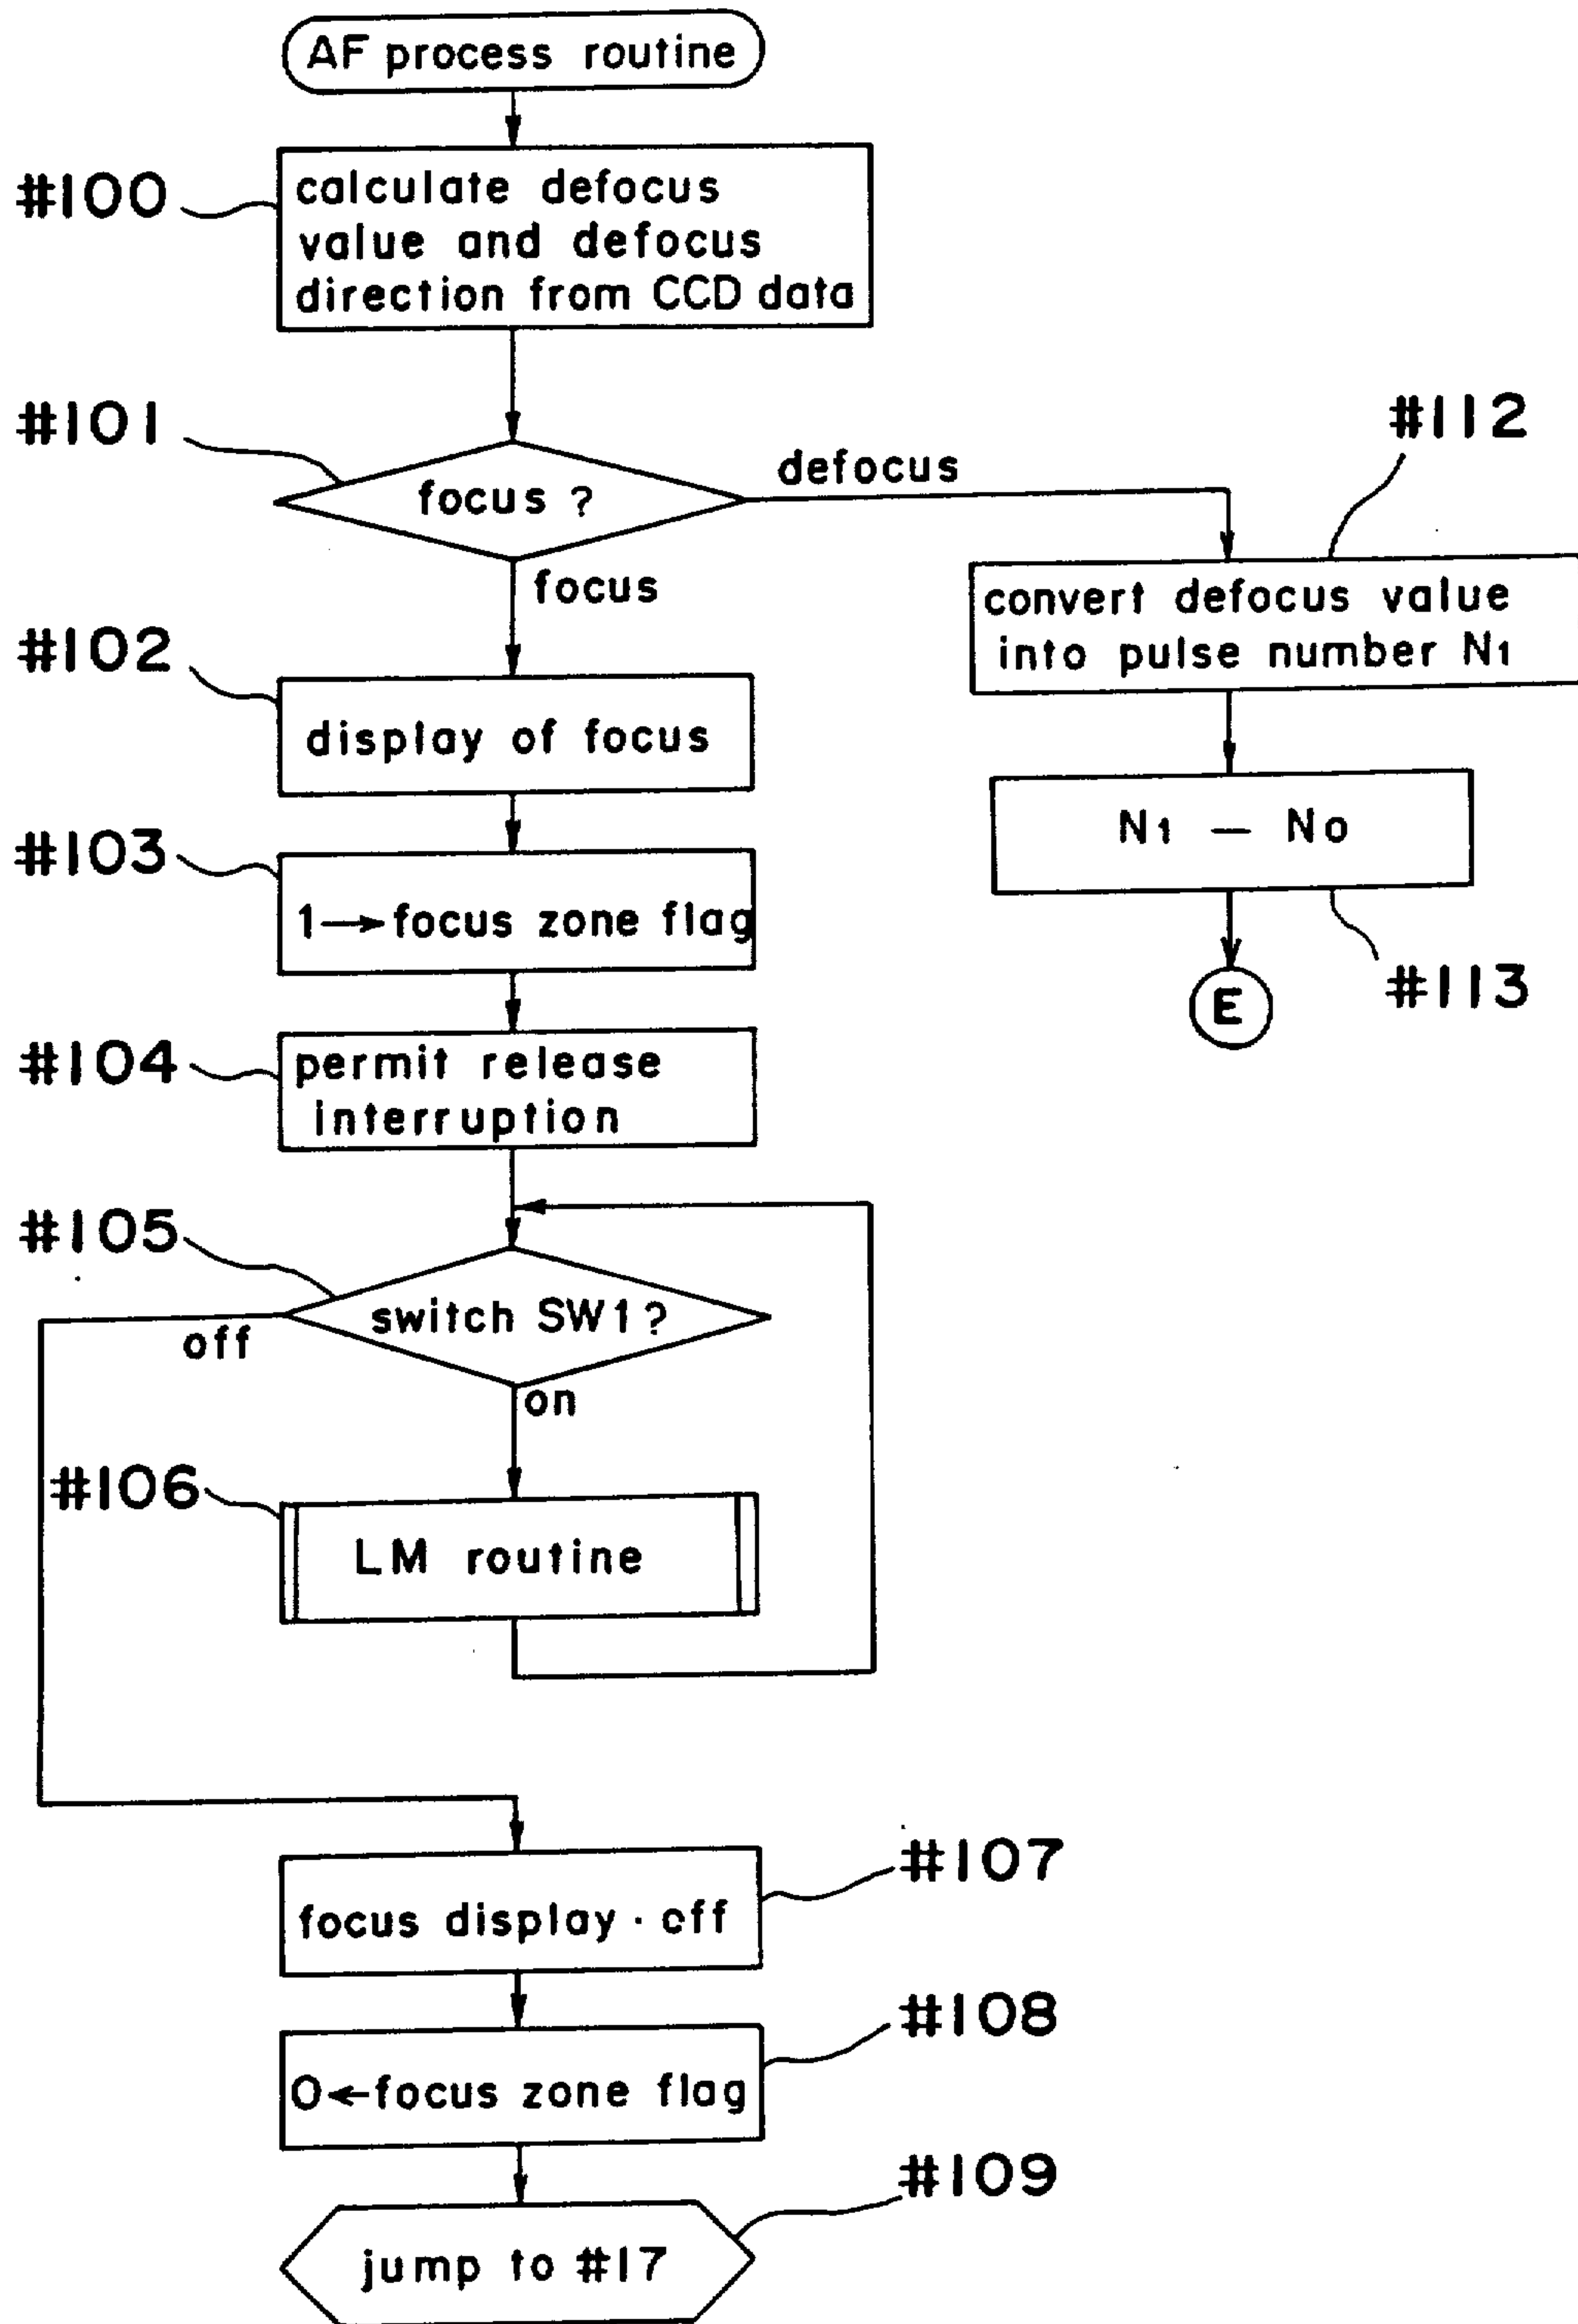 AF process routine
#100
calculate defocus
value and defocus
direction from CCD data
#101
focus ?
defocus
#112
focus
convert defocus value
into pulse number N1
#102
display of focus
N1 — No
#113
E
#103
1→focus zone flag
#104
permit release
interruption
#105
switch SW1?
off
on
#106
LM routine
#107
focus display · off
#108
0←focus zone flag
#109
jump to #17